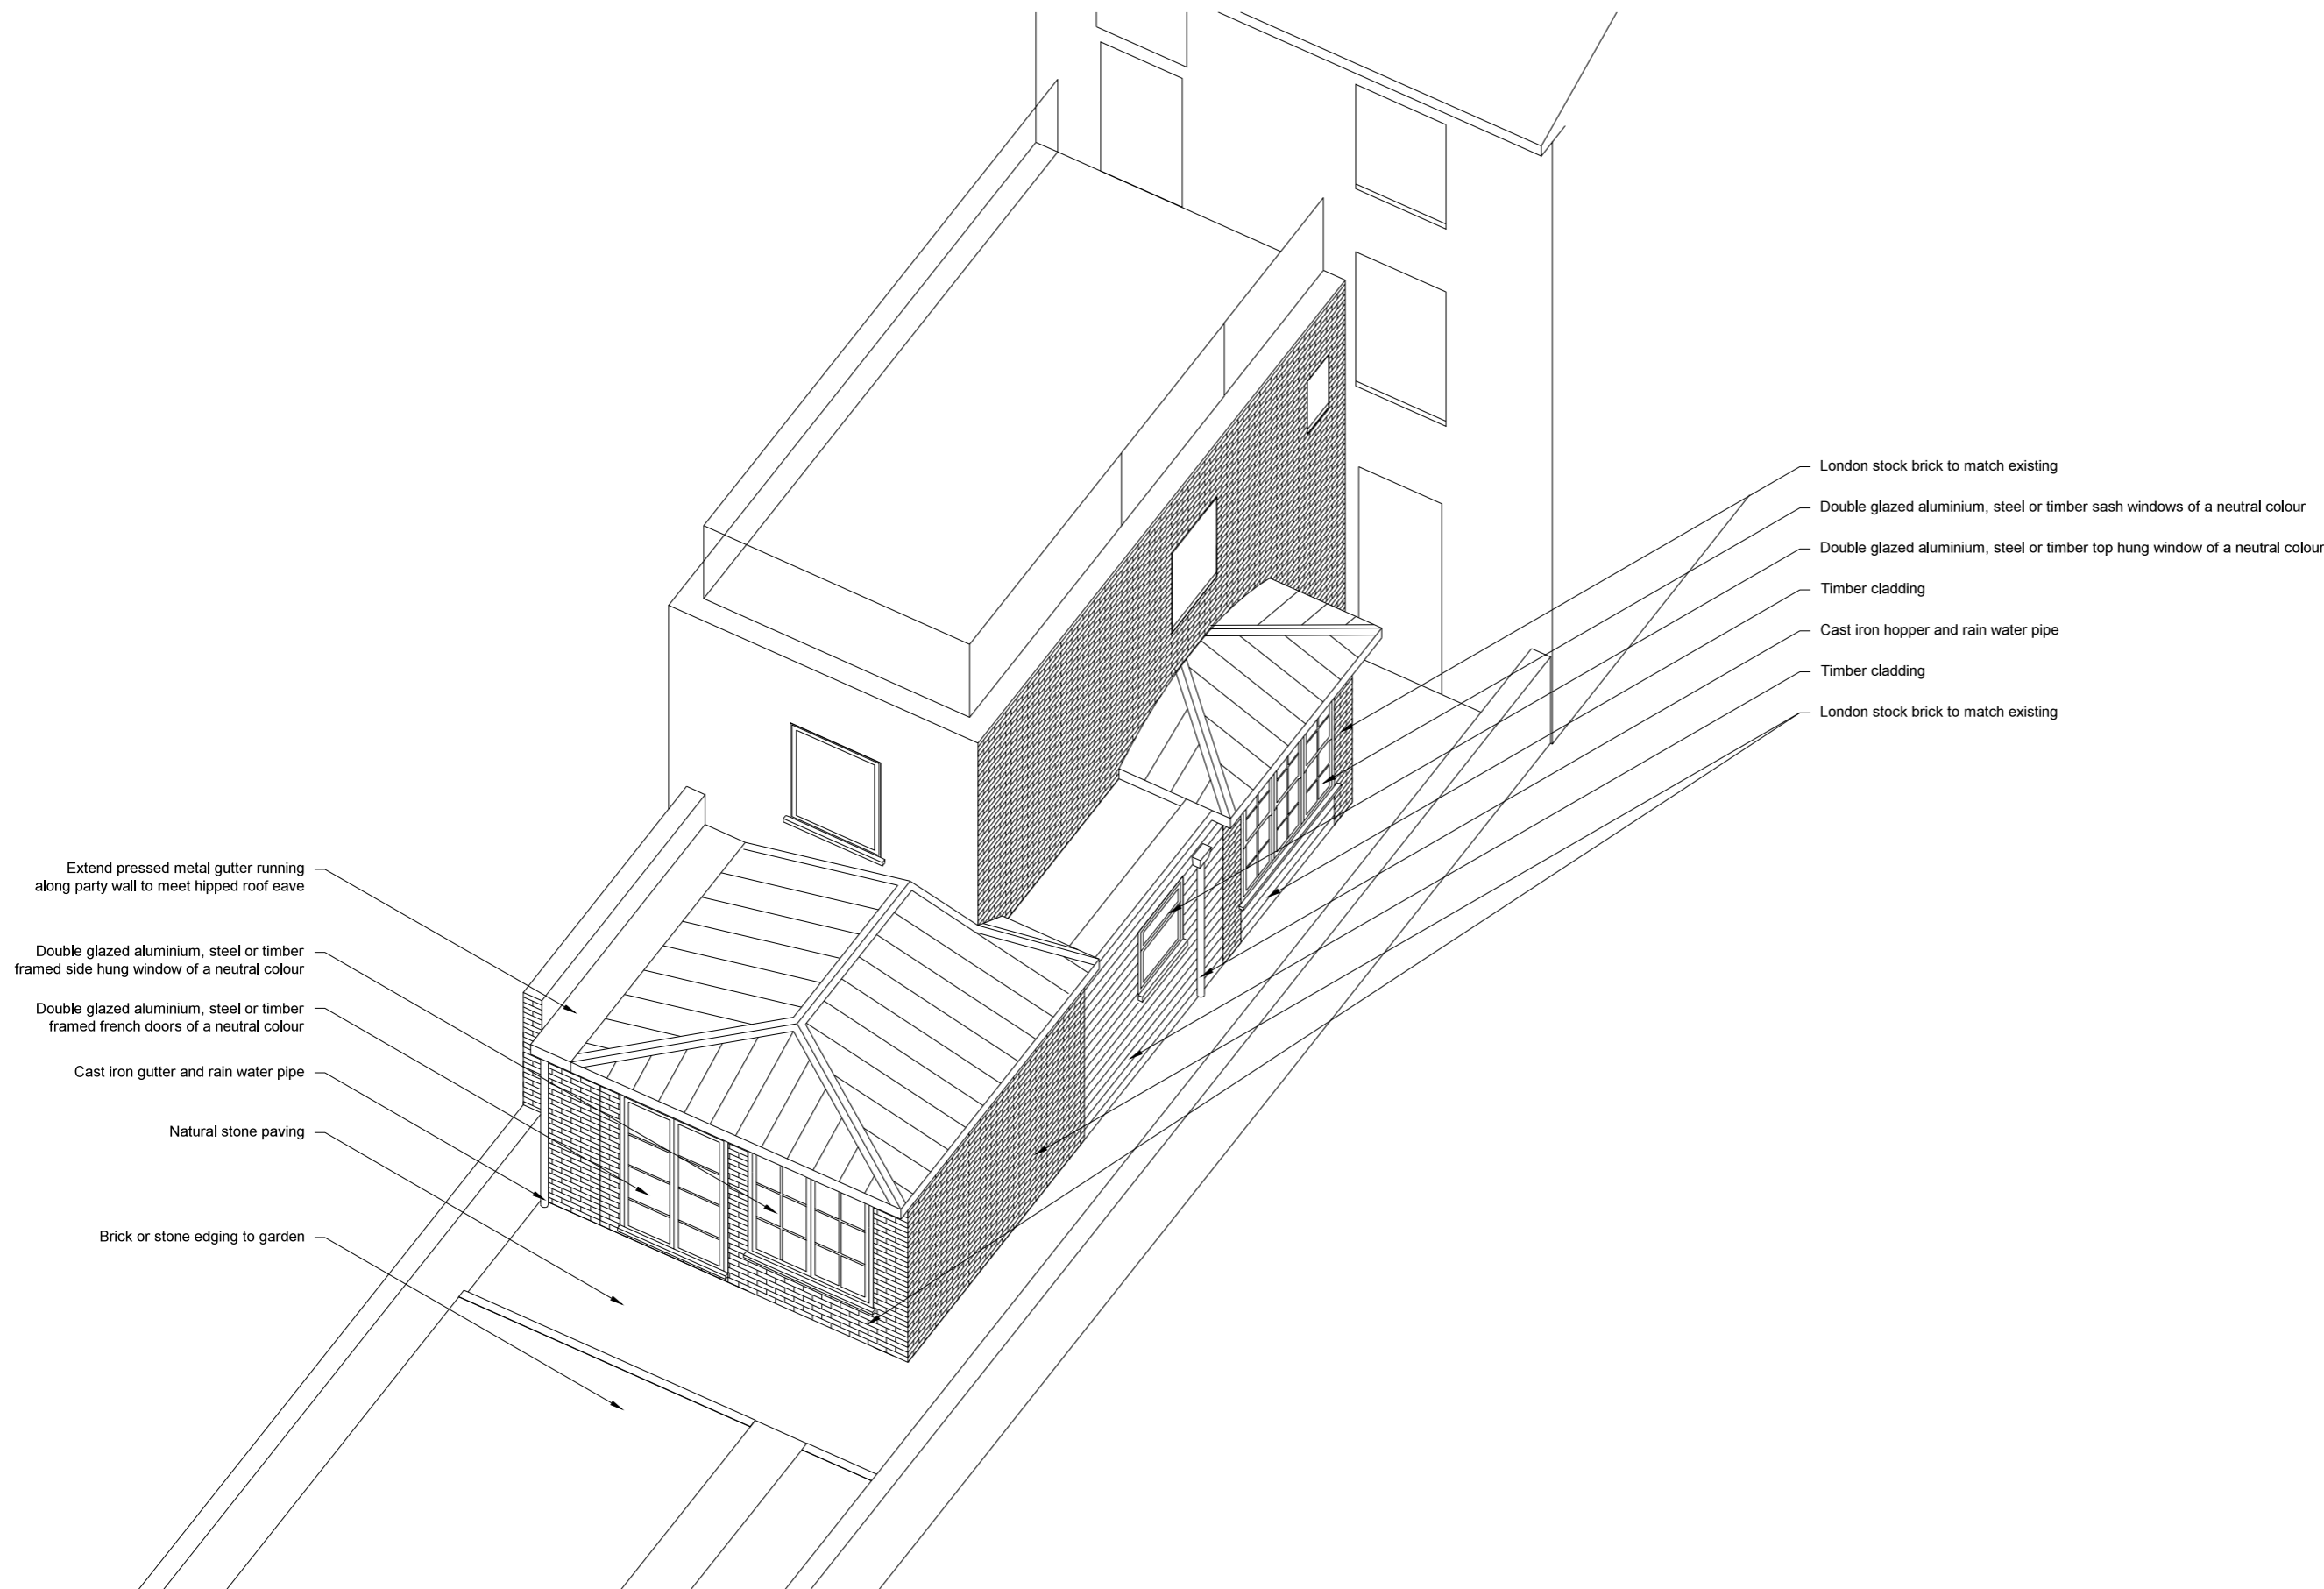 London stock brick to match existing
Double glazed aluminium, steel or timber sash windows of a neutral colour
Double glazed aluminium, steel or timber top hung window of a neutral colour
Timber cladding
Cast iron hopper and rain water pipe
Timber cladding
London stock brick to match existing
Extend pressed metal gutter running
along party wall to meet hipped roof eave
Double glazed aluminium, steel or timber
framed side hung window of a neutral colour
Double glazed aluminium, steel or timber
framed french doors of a neutral colour
Cast iron gutter and rain water pipe
Natural stone paving
Brick or stone edging to garden